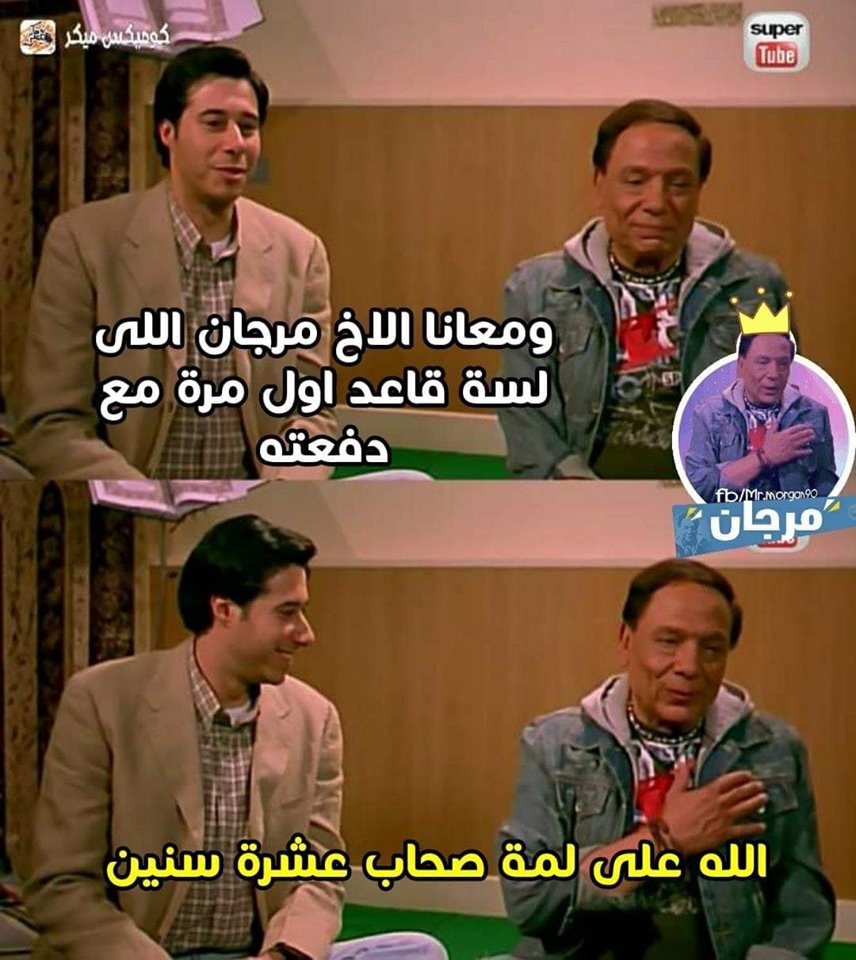 كوميكس ميكر
super
Tube
ومعانا الاخ مرجان اللى
لسة قاعد اول مرة مع
دفعته
fb/Mr.morgan90
مرجان
الله على لمة صحاب عشرة سنين